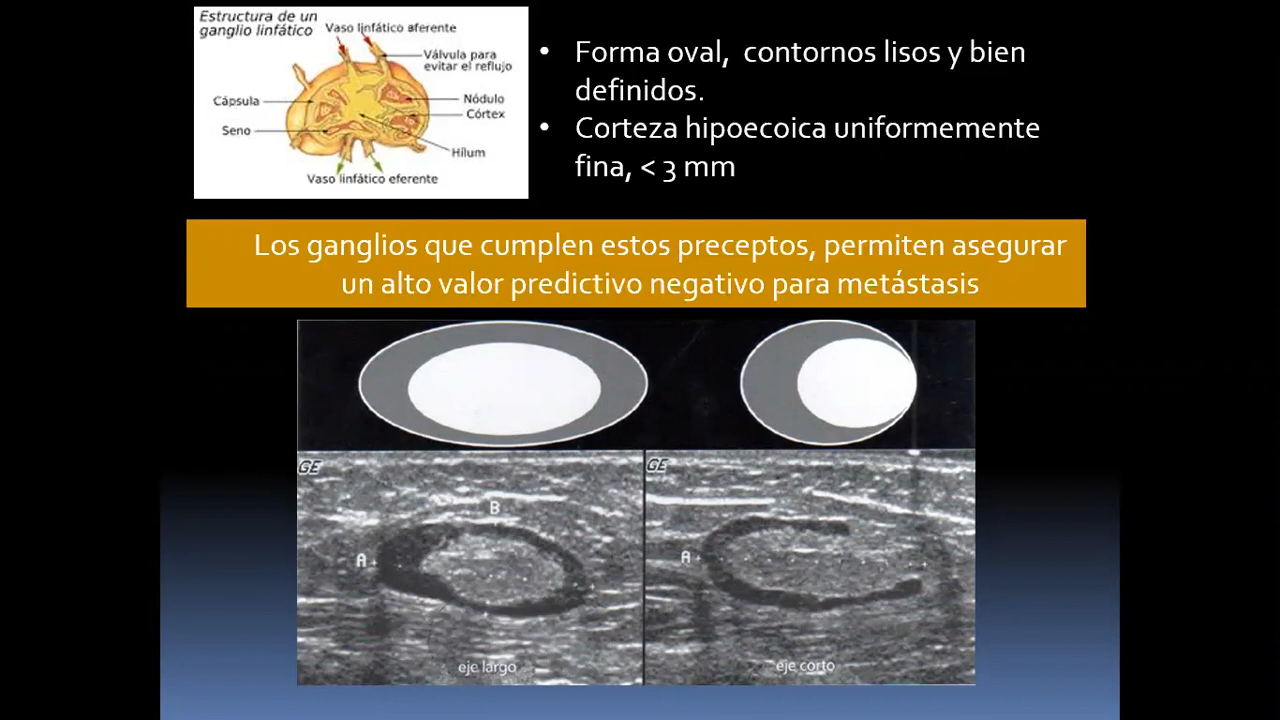 Estructura de un
ganglio linfático
Vaso linfático aferente
Válvula para
evitar el reflujo
Cápsula
Nódulo
Córtex
Seno
Hílum
Vaso linfático eferente
• Forma oval, contornos lisos y bien
definidos.
• Corteza hipoecoica uniformemente
fina, < 3 mm
Los ganglios que cumplen estos preceptos, permiten asegurar
un alto valor predictivo negativo para metástasis
GE
GE
B
A
A
eje largo
eje corto